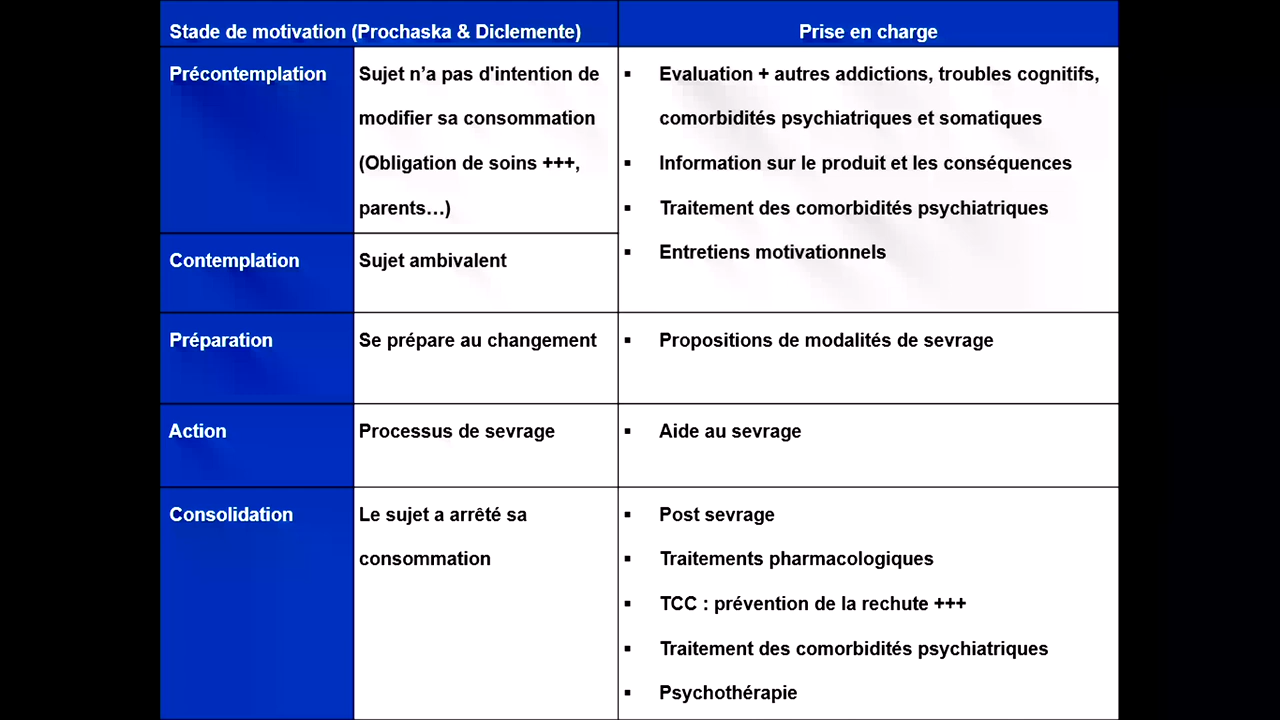 Stade de motivation (Prochaska & Diclemente)
Prise en charge
Précontemplation
Sujet n’a pas d'intention de
modifier sa consommation
(Obligation de soins +++,
parents…)
▪ Evaluation + autres addictions, troubles cognitifs,
comorbidités psychiatriques et somatiques
▪ Information sur le produit et les conséquences
▪ Traitement des comorbidités psychiatriques
▪ Entretiens motivationnels
Contemplation
Sujet ambivalent
Préparation
Se prépare au changement
▪ Propositions de modalités de sevrage
Action
Processus de sevrage
▪ Aide au sevrage
Consolidation
Le sujet a arrêté sa
consommation
▪ Post sevrage
▪ Traitements pharmacologiques
▪ TCC : prévention de la rechute +++
▪ Traitement des comorbidités psychiatriques
▪ Psychothérapie